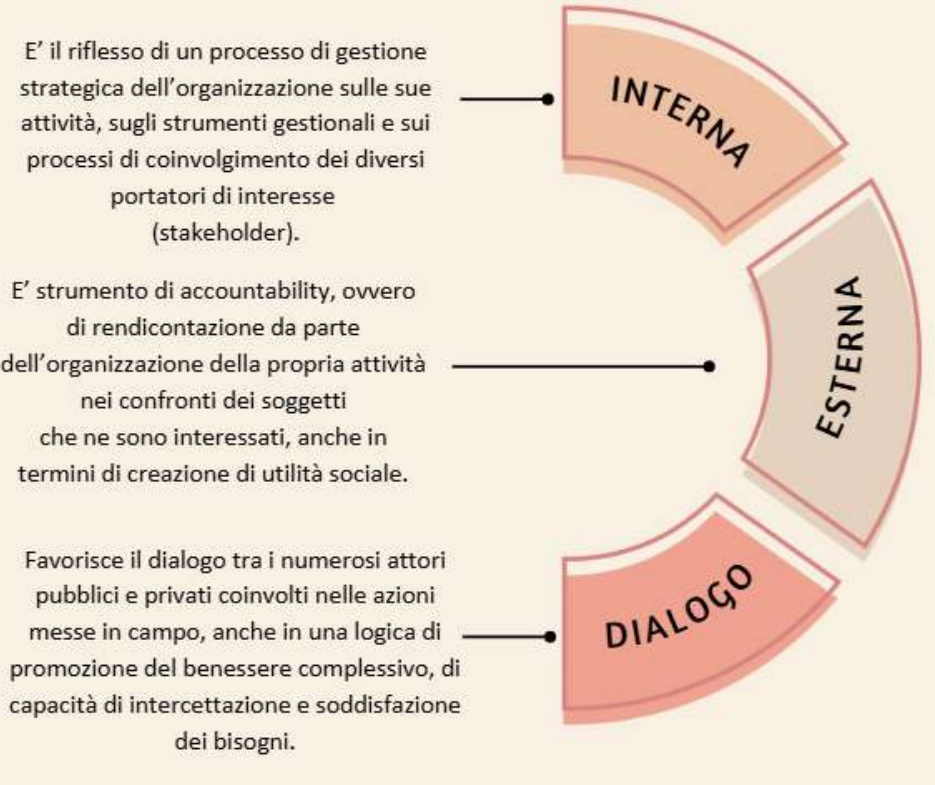 E' il riflesso di un processo di gestione
strategica dell'organizzazione sulle sue
attività, sugli strumenti gestionali e sui
processi di coinvolgimento dei diversi
portatori di interesse
(stakeholder).
INTERNA
E' strumento di accountability, ovvero
di rendicontazione da parte
dell'organizzazione della propria attività
nei confronti dei soggetti
che ne sono interessati, anche in
termini di creazione di utilità sociale.
ESTERNA
Favorisce il dialogo tra i numerosi attori
pubblici e privati coinvolti nelle azioni
messe in campo, anche in una logica di
promozione del benessere complessivo, di
capacità di intercettazione e soddisfazione
dei bisogni.
DIALOGO